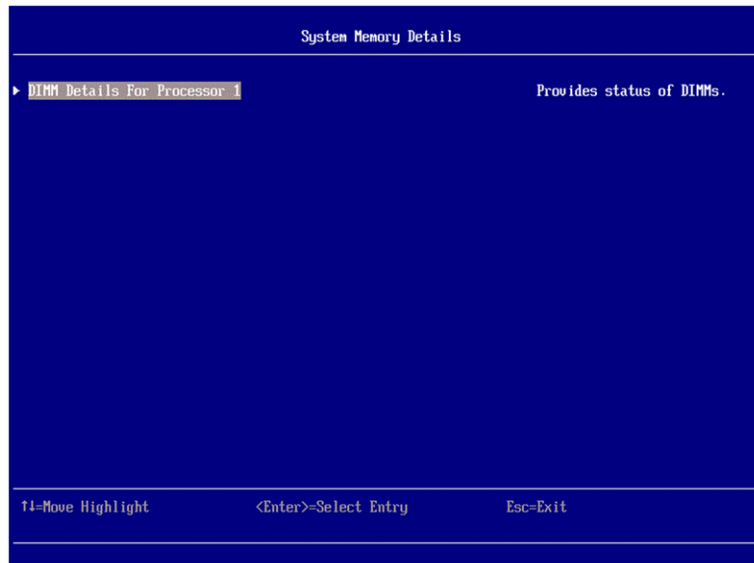 System Memory Details
DIMM Details For Processor 1
Provides status of DIMMs.
↑↓=Move Highlight <Enter>=Select Entry Esc=Exit